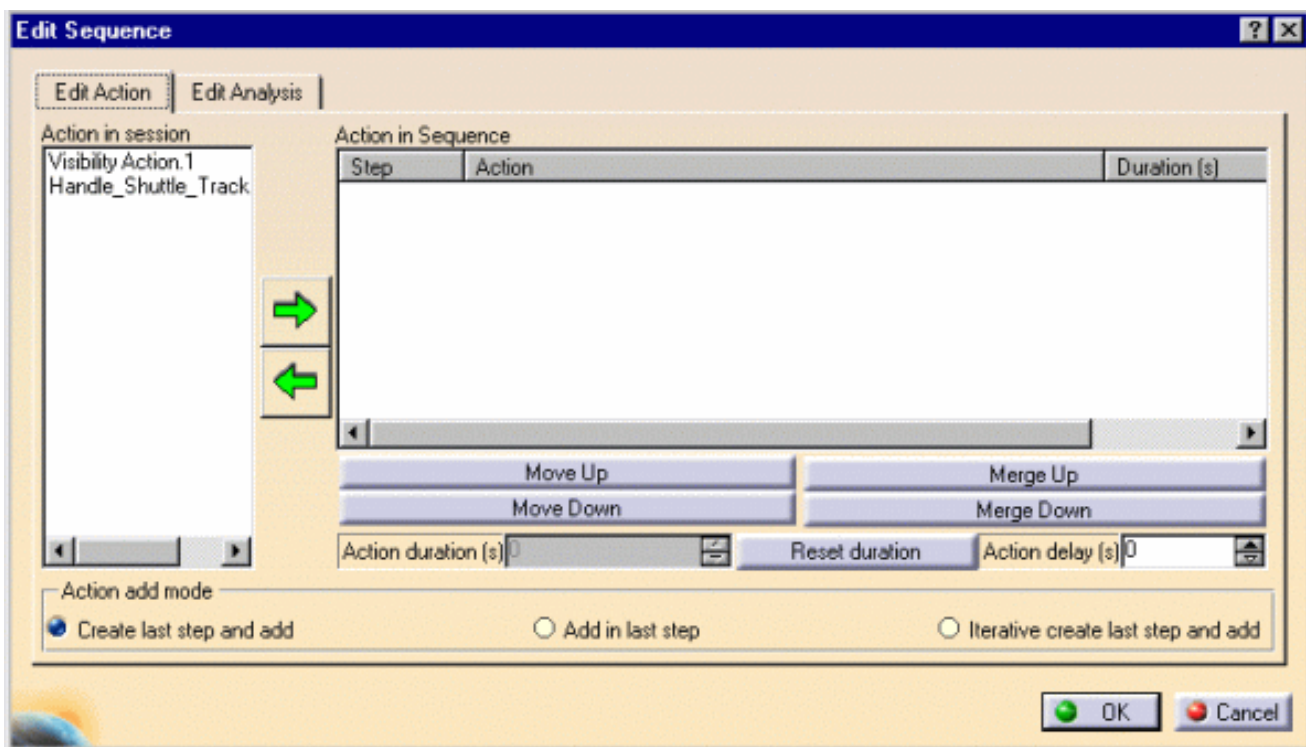 Edit Sequence
Edit Action
Edit Analysis
Action in session
Visibility Action.1
Handle_Shuttle_Track
Action in Sequence
Step Action Duration (s)
Move Up Merge Up
Move Down Merge Down
Action duration (s) 0 Reset duration Action delay (s) 0
Action add mode
Create last step and add Add in last step Iterative create last step and add
OK Cancel